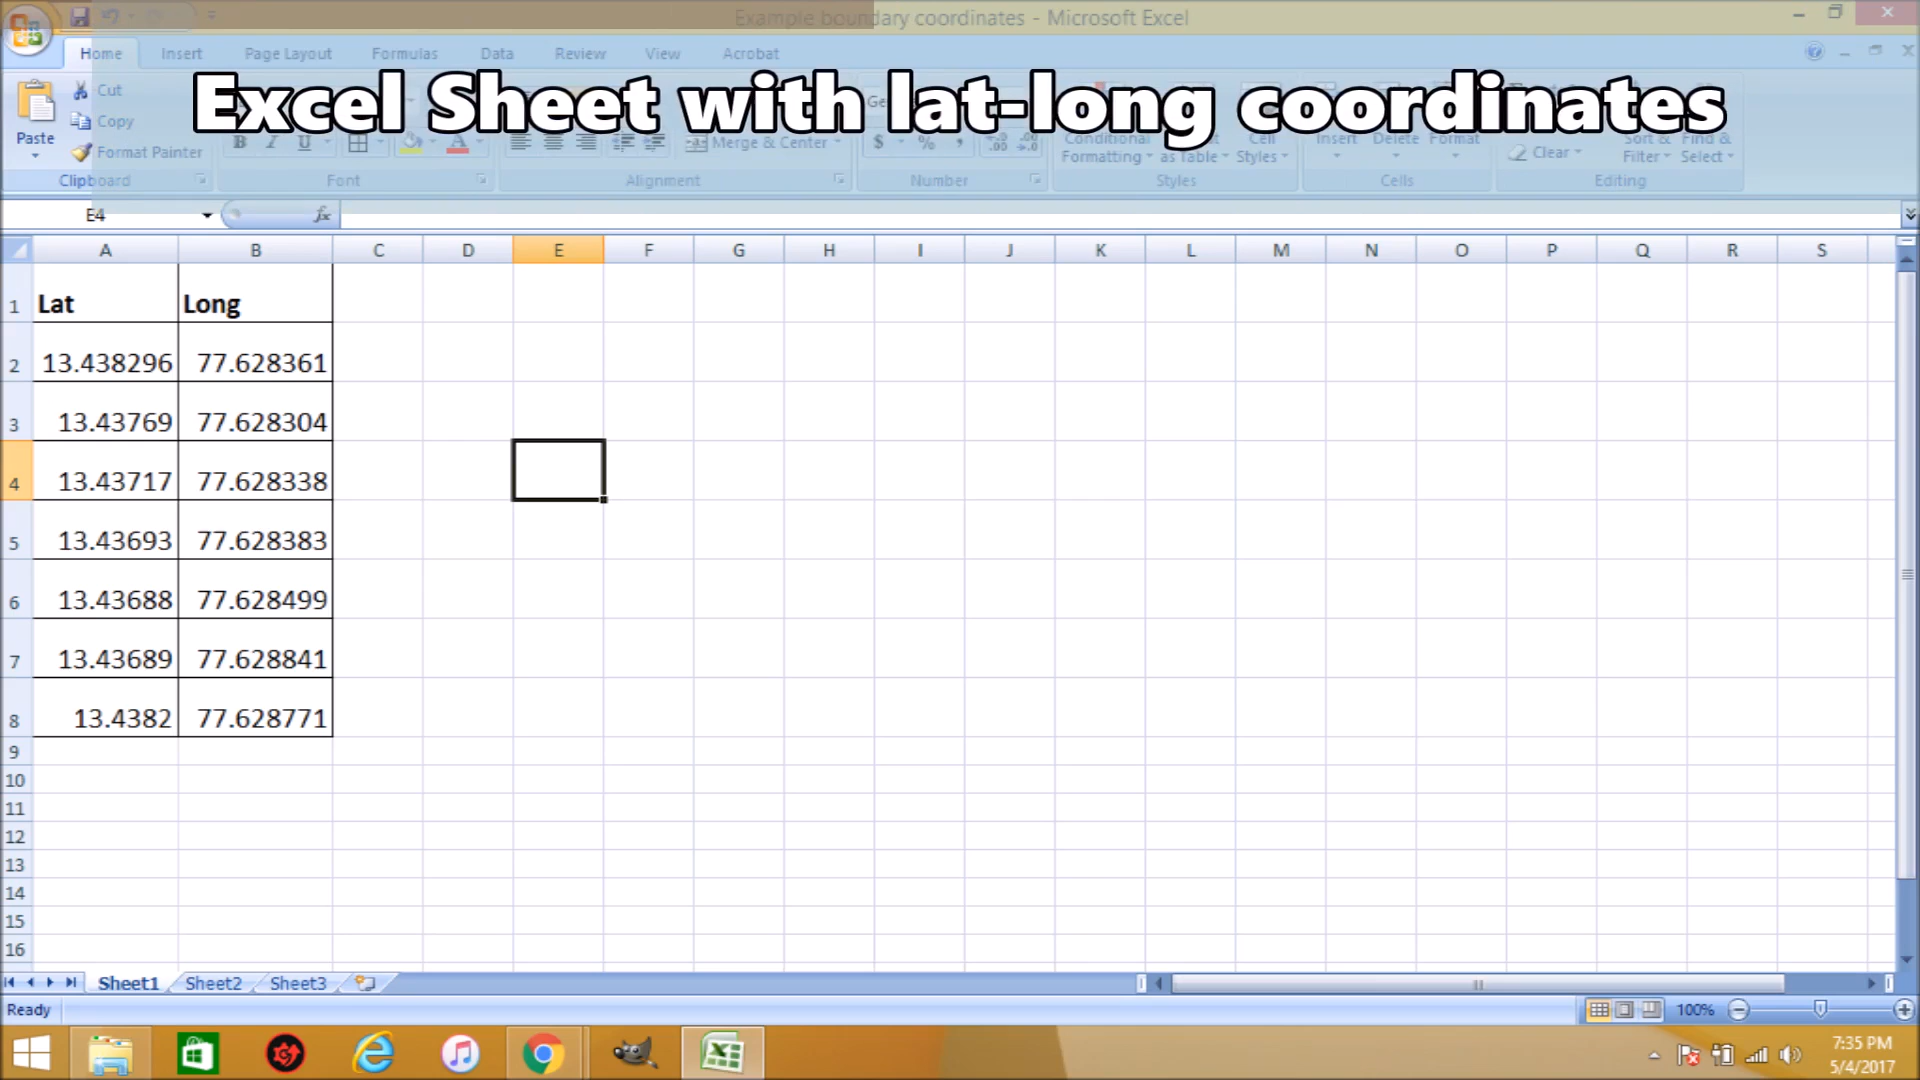 Example boundary coordinates - Microsoft Excel
Home Insert Page Layout Formulas Data Review View Acrobat
Excel Sheet with lat-long coordinates
Paste
Cut
Copy
Format Painter
Clipboard
B I U
Font
Merge & Center
Alignment
Ge
$ % ,
Number
Conditional Formatting
as Table
Cell Styles
Styles
Insert Delete Format
Cells
Clear
Sort & Filter
Find & Select
Editing
E4 fx
A B C D E F G H I J K L M N O P Q R S
1 Lat Long
2 13.438296 77.628361
3 13.43769 77.628304
4 13.43717 77.628338
5 13.43693 77.628383
6 13.43688 77.628499
7 13.43689 77.628841
8 13.4382 77.628771
9
10
11
12
13
14
15
16
Sheet1 Sheet2 Sheet3
Ready 100%
7:35 PM
5/4/2017